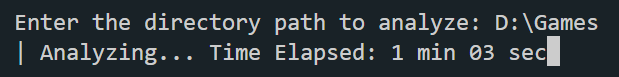 Enter the directory path to analyze: D:\Games
| Analyzing... Time Elapsed: 1 min 03 sec